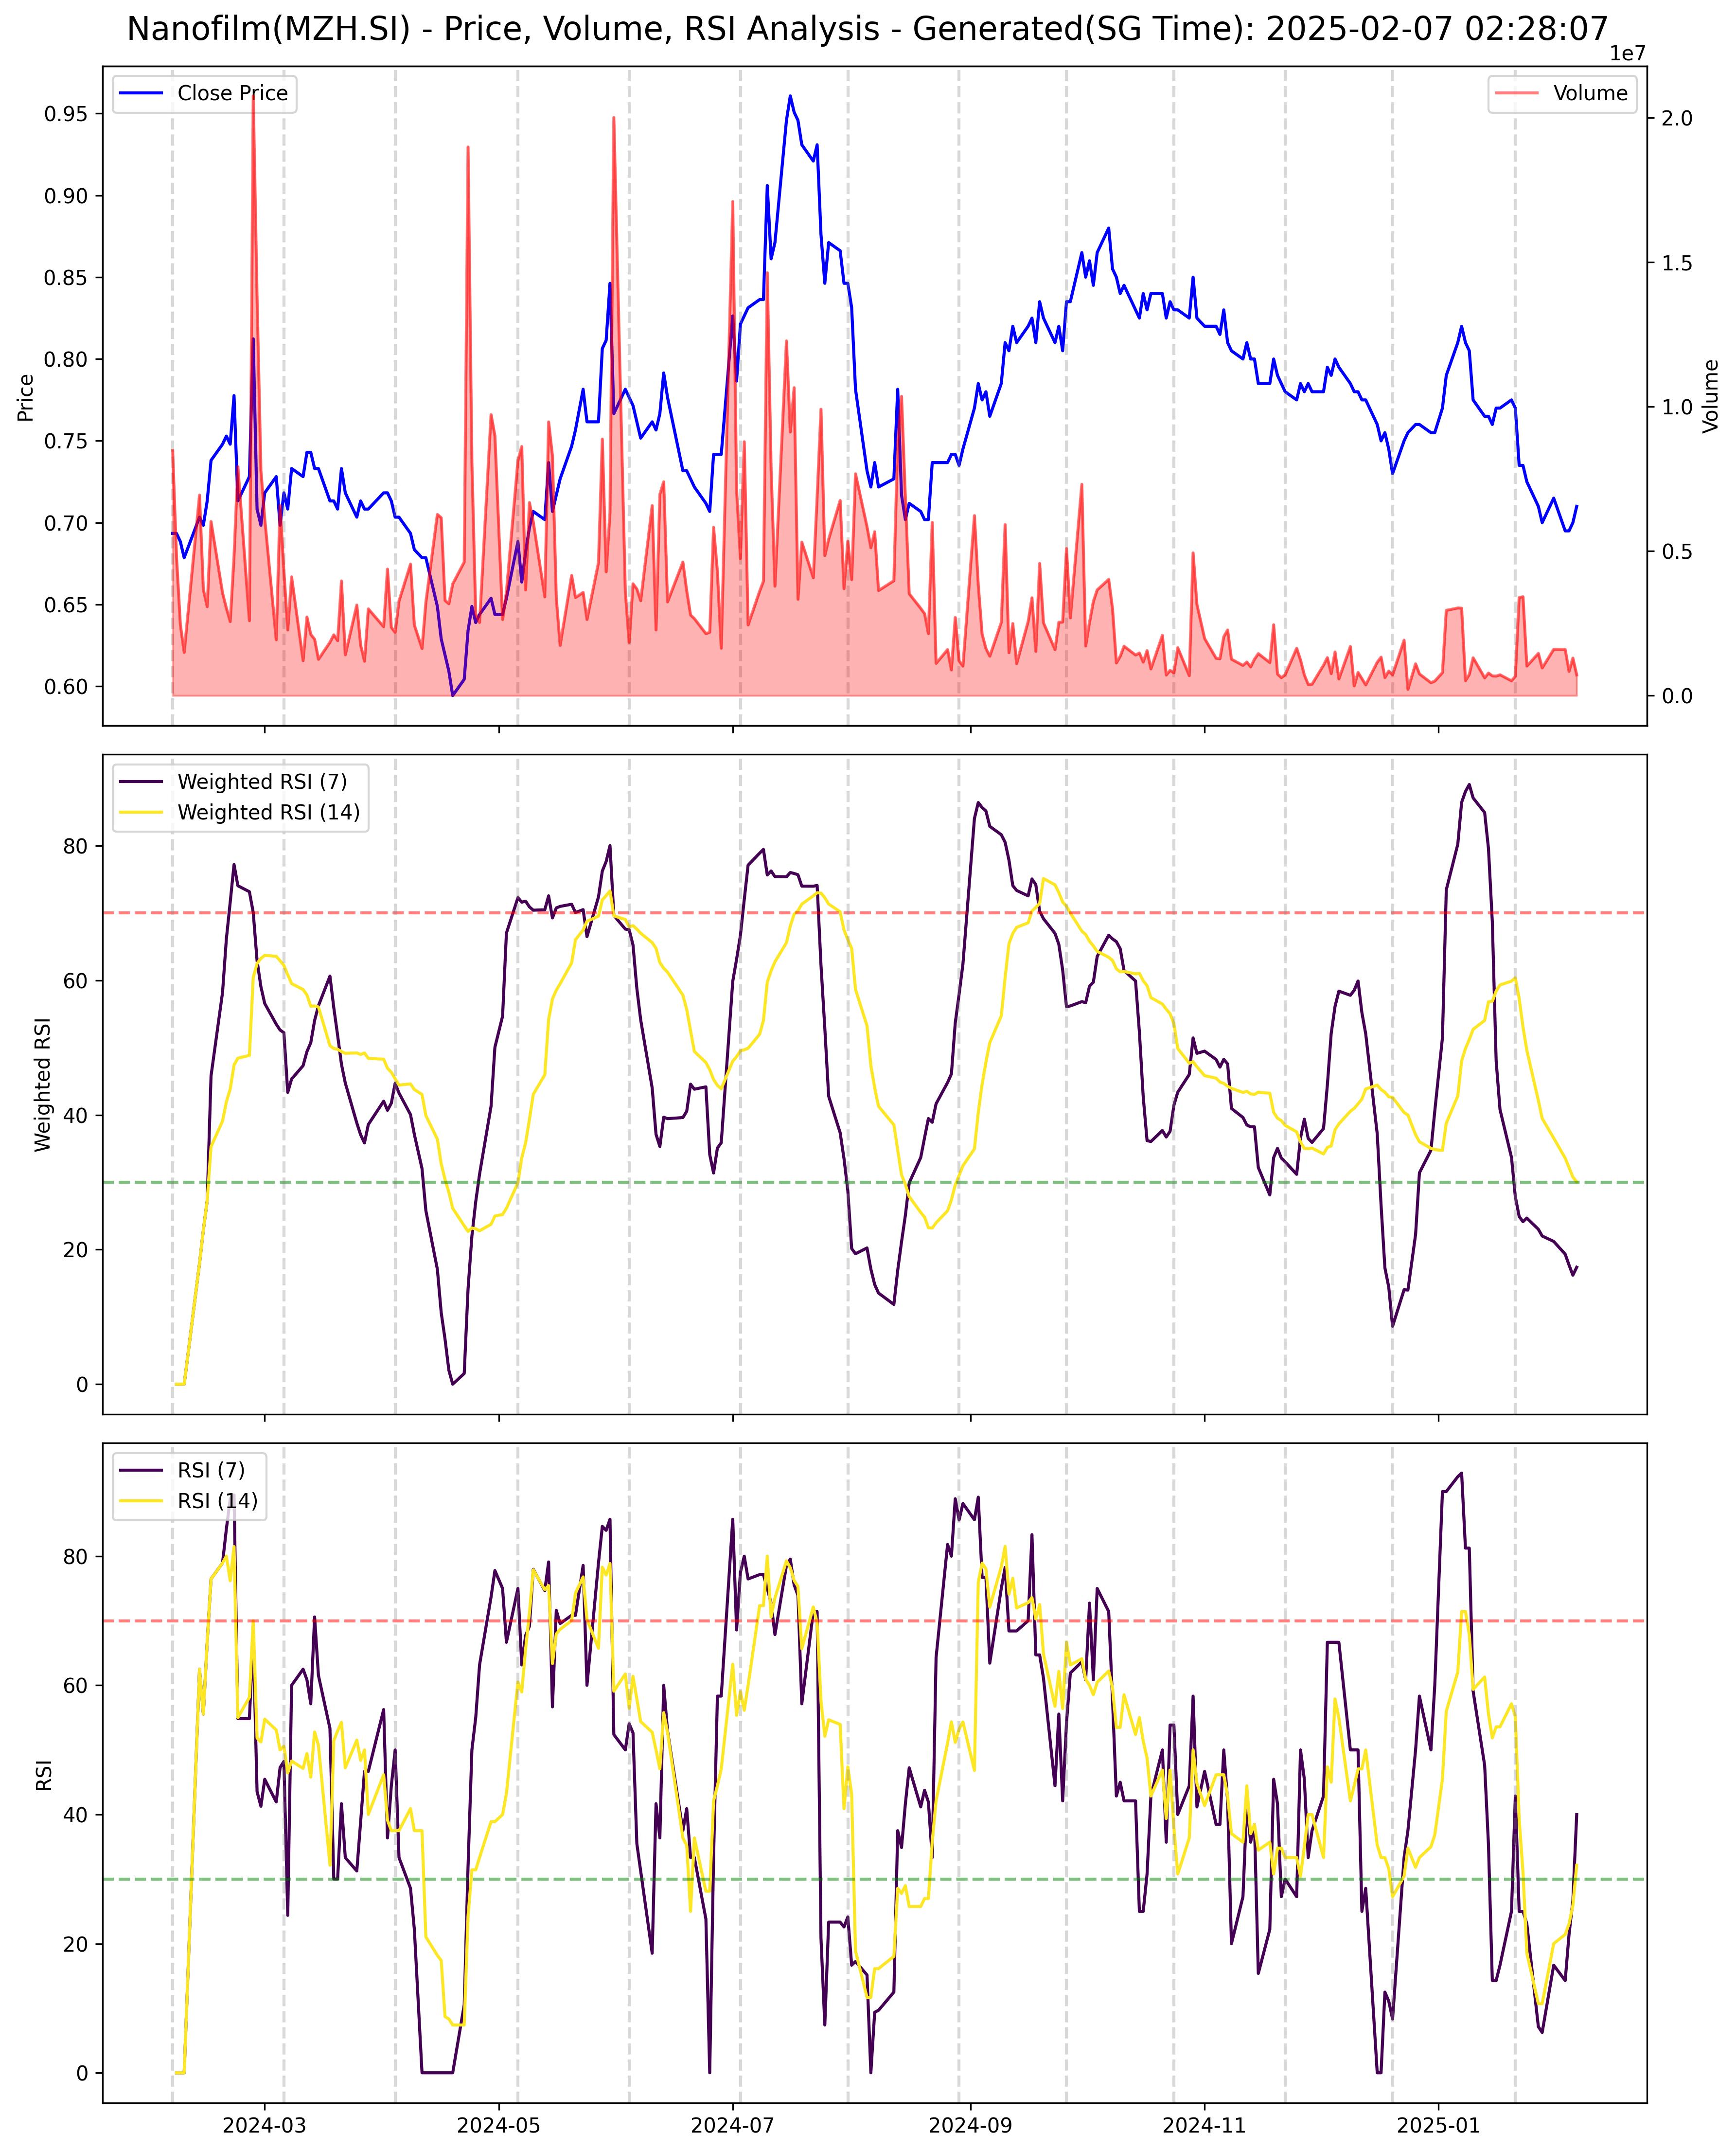 Nanofilm(MZH.SI) - Price, Volume, RSI Analysis - Generated(SG Time): 2025-02-07 02:28:07
1e7
Close Price
Volume
0.95
0.90
0.85
0.80
0.75
0.70
0.65
0.60
Price
2.0
1.5
1.0
0.5
0.0
Volume
Weighted RSI (7)
Weighted RSI (14)
80
60
40
20
0
Weighted RSI
RSI (7)
RSI (14)
80
60
40
20
0
RSI
2024-03
2024-05
2024-07
2024-09
2024-11
2025-01